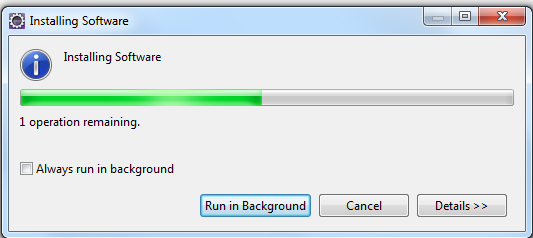 Installing Software
Installing Software
1 operation remaining.
Always run in background
Run in Background Cancel Details >>